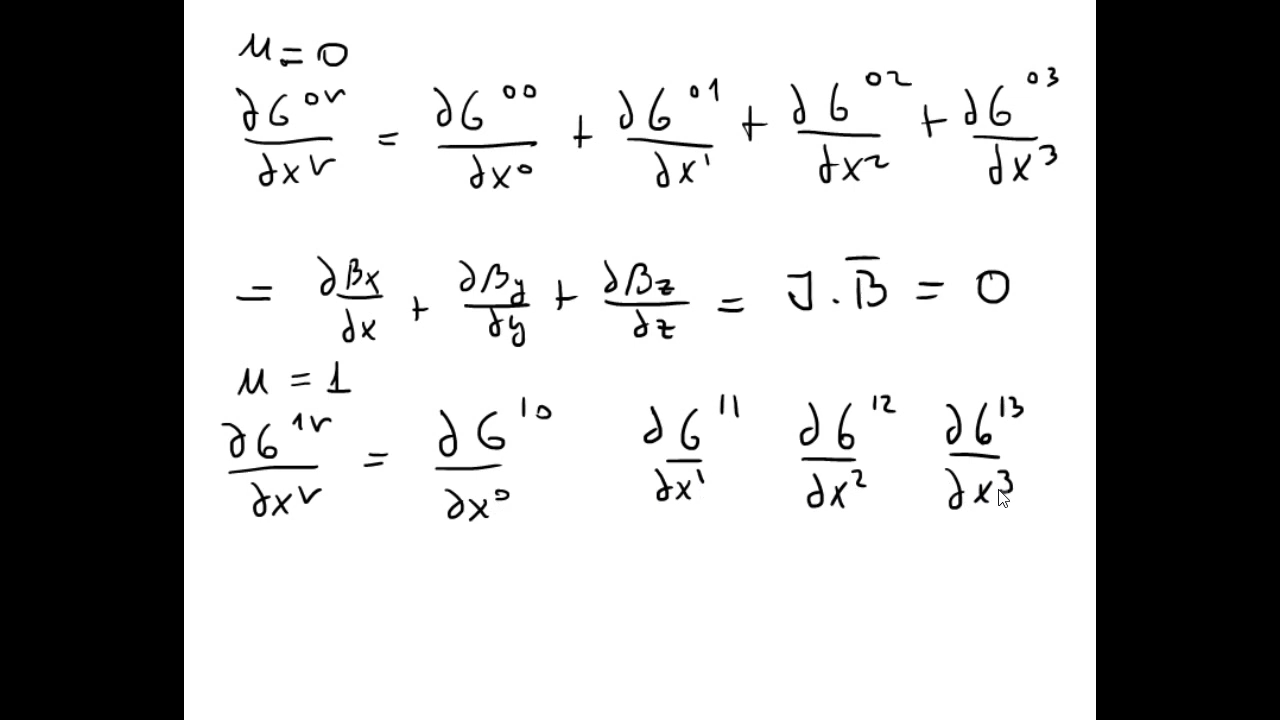 μ = 0
∂G^{0ν}/∂x^ν = ∂G^{00}/∂x^0 + ∂G^{01}/∂x^1 + ∂G^{02}/∂x^2 + ∂G^{03}/∂x^3
= ∂Bx/∂x + ∂By/∂y + ∂Bz/∂z = J . B̅ = 0
μ = 1
∂G^{1ν}/∂x^ν = ∂G^{10}/∂x^0 ∂G^{11}/∂x^1 ∂G^{12}/∂x^2 ∂G^{13}/∂x^3